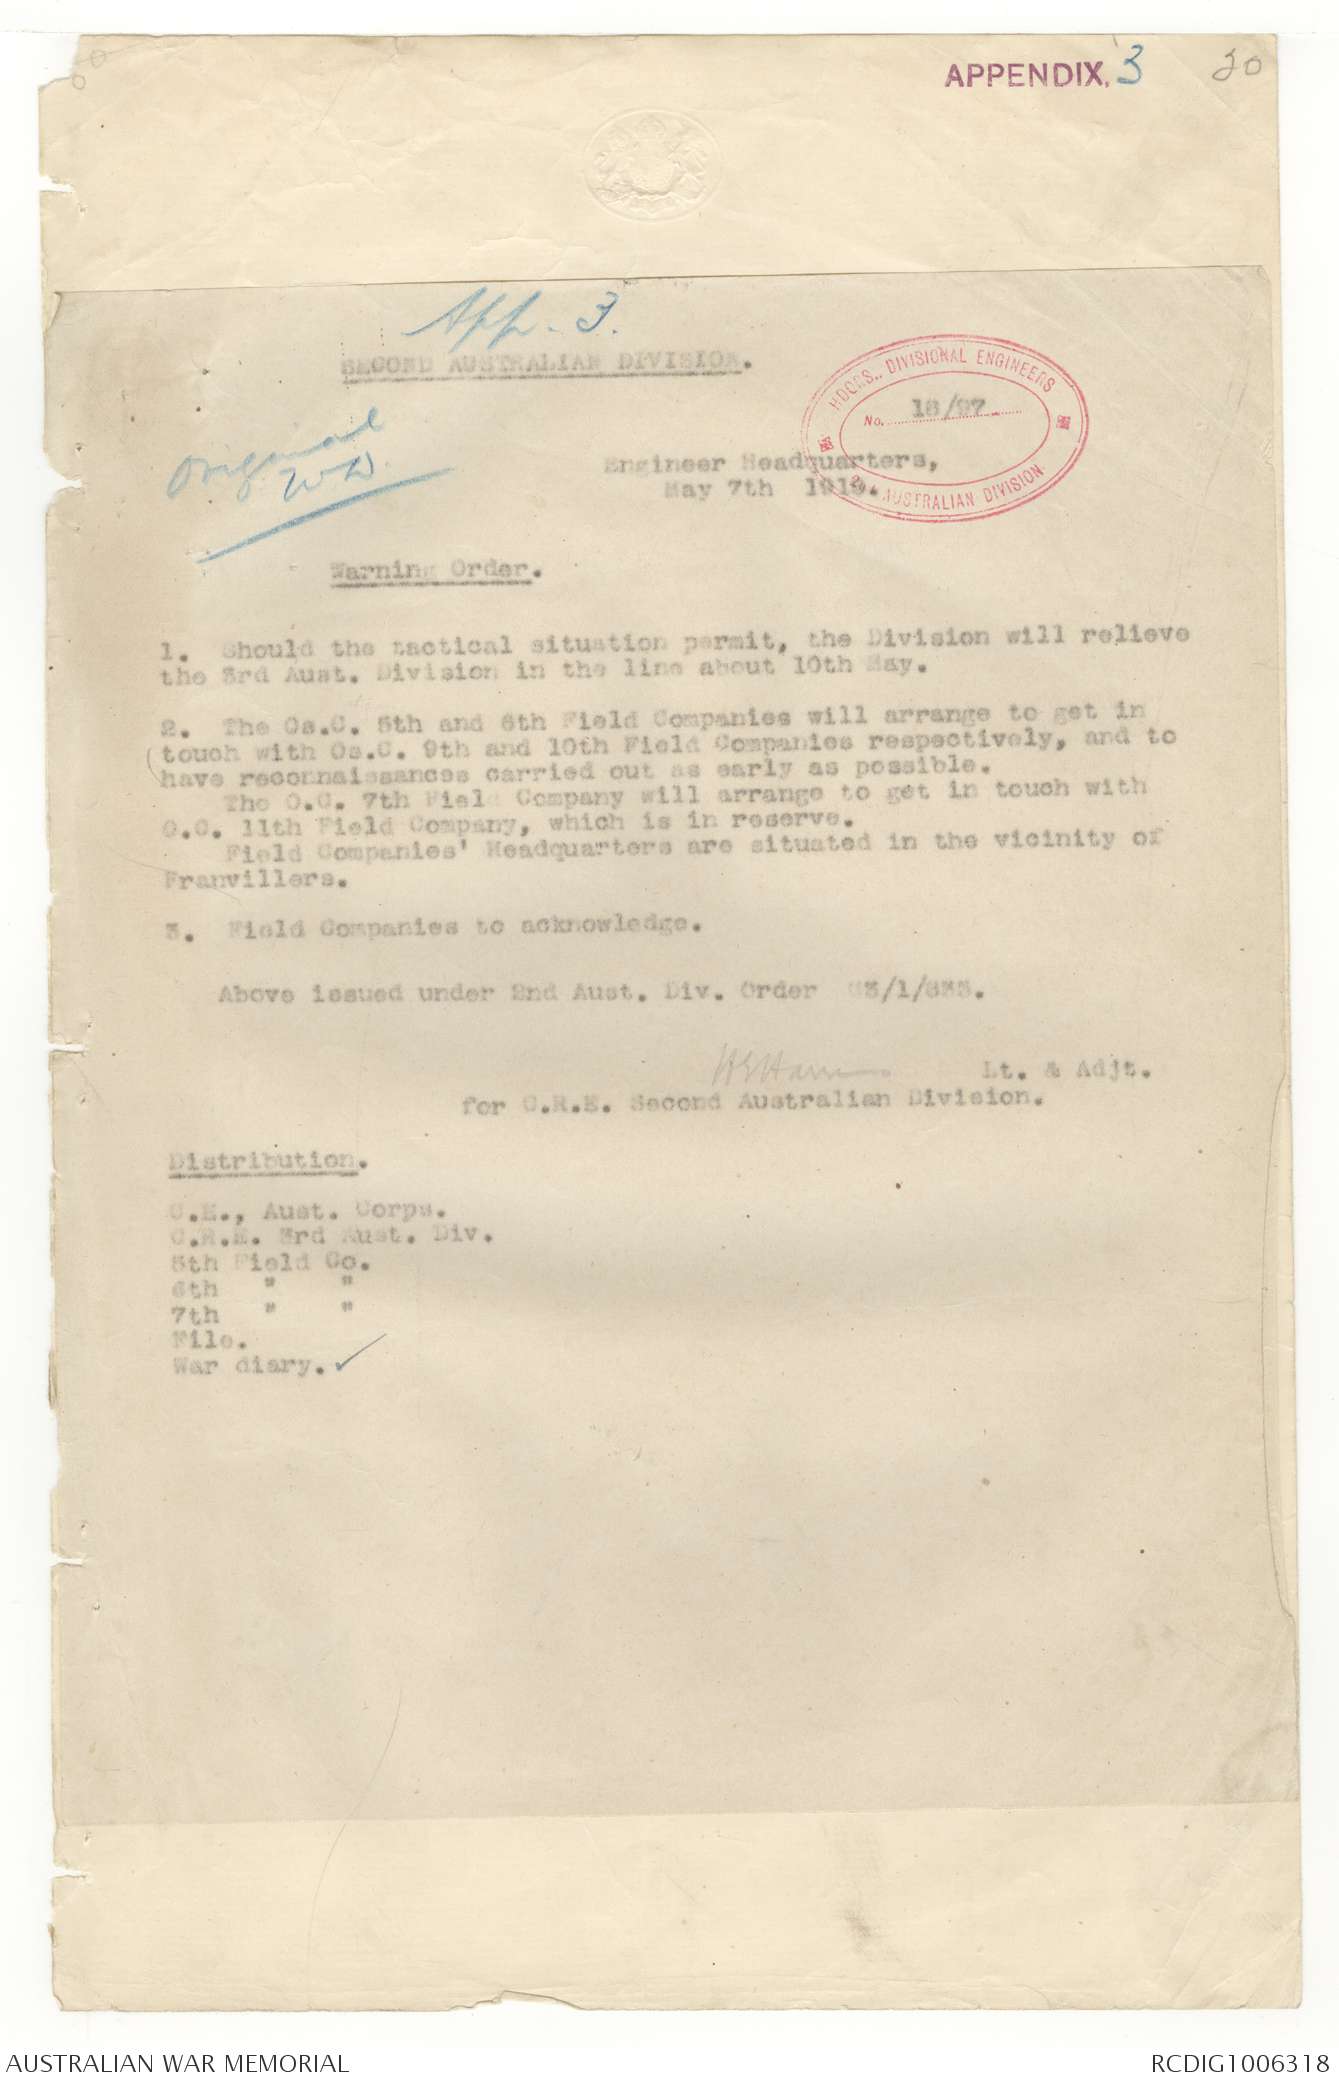 APPENDIX. 3
20
App. 3.
SECOND AUSTRALIAN DIVISION.
HDQRS., DIVISIONAL ENGINEERS
No. 18/97
AUSTRALIAN DIVISION
Original
WD.
Engineer Headquarters,
May 7th 1918.
Warning Order.
1. Should the tactical situation permit, the Division will relieve
the 3rd Aust. Division in the line about 10th May.
2. The Os.C. 5th and 6th Field Companies will arrange to get in
touch with Os.C. 9th and 10th Field Companies respectively, and to
have reconnaissances carried out as early as possible.
The O.C. 7th Field Company will arrange to get in touch with
O.C. 11th Field Company, which is in reserve.
Field Companies' Headquarters are situated in the vicinity of
Franvillers.
3. Field Companies to acknowledge.
Above issued under 2nd Aust. Div. Order
Lt. & Adjt.
for C.R.E. Second Australian Division.
Distribution.
C.E., Aust. Corps.
C.R.E. 3rd Aust. Div.
5th Field Co.
6th " "
7th " "
File.
War diary. ✓
AUSTRALIAN WAR MEMORIAL
RCDIG1006318